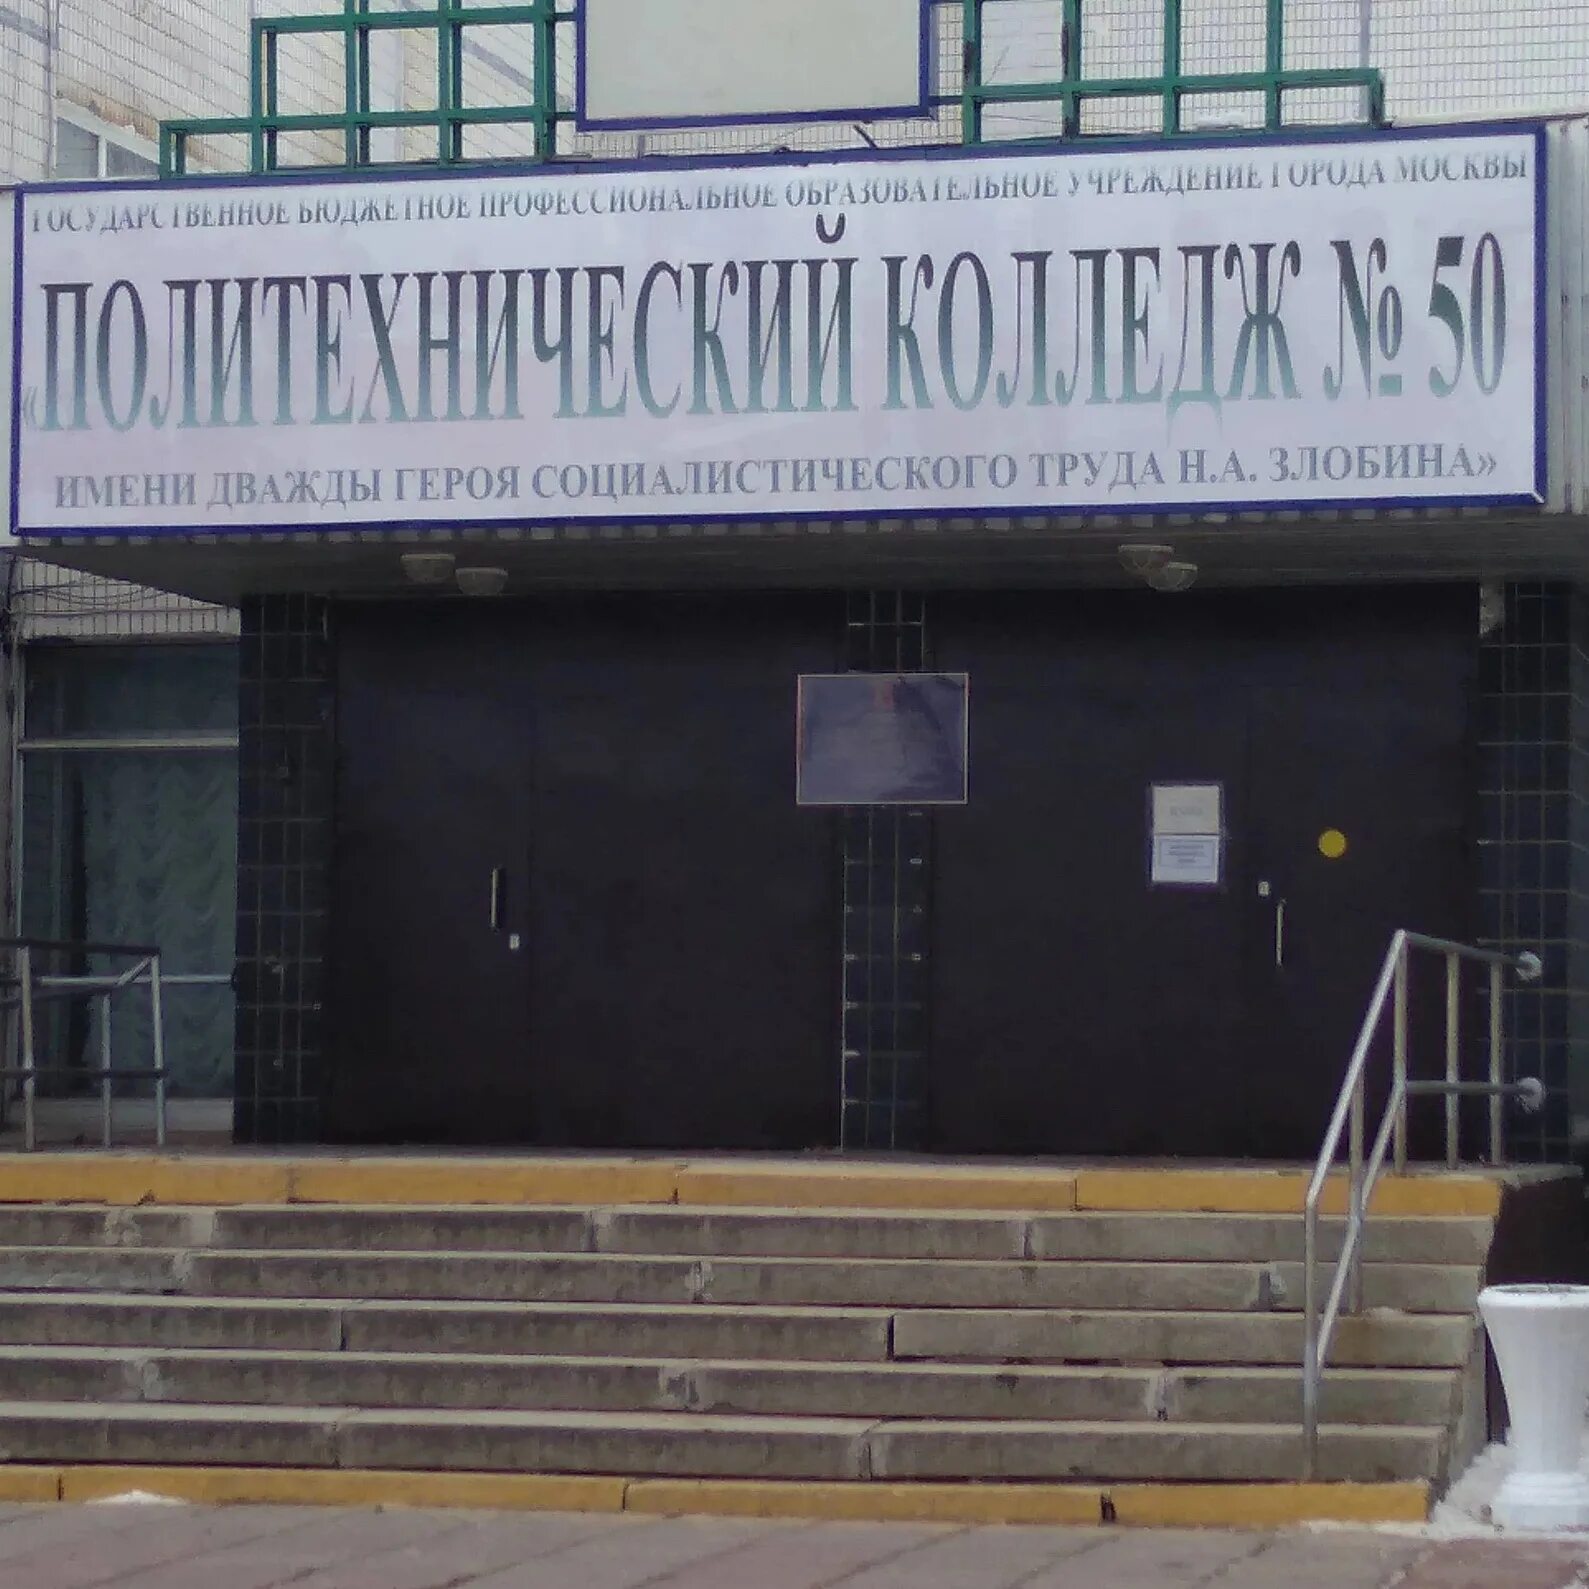 ГОСУДАРСТВЕННОЕ БЮДЖЕТНОЕ ПРОФЕССИОНАЛЬНОЕ ОБРАЗОВАТЕЛЬНОЕ УЧРЕЖДЕНИЕ ГОРОДА МОСКВЫ
«ПОЛИТЕХНИЧЕСКИЙ КОЛЛЕДЖ № 50
ИМЕНИ ДВАЖДЫ ГЕРОЯ СОЦИАЛИСТИЧЕСКОГО ТРУДА Н.А. ЗЛОБИНА»